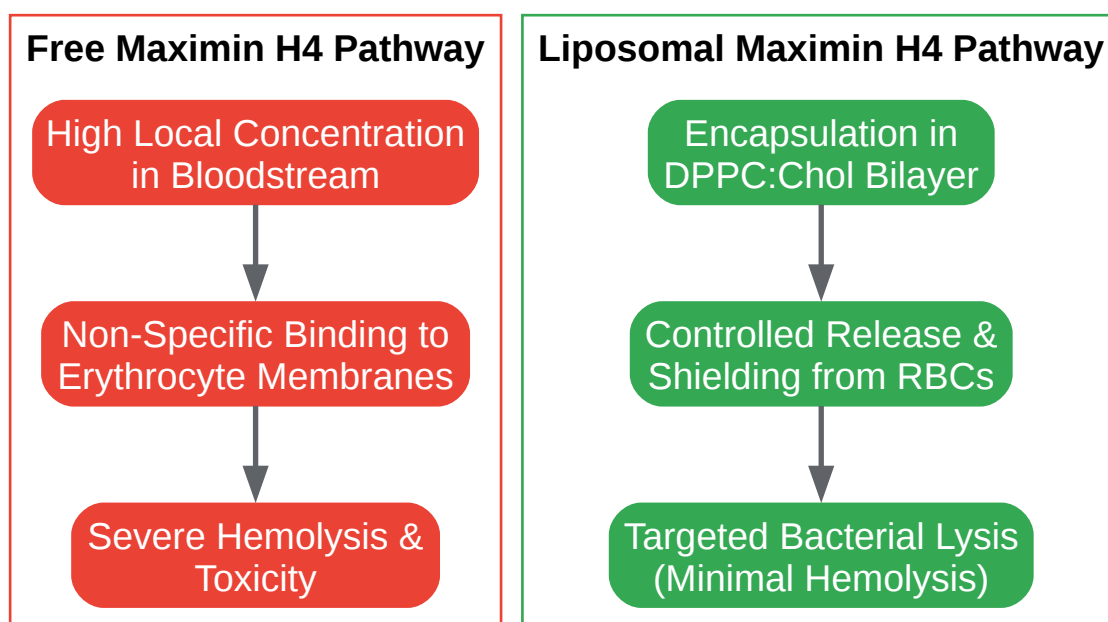 Free Maximin H4 Pathway
High Local Concentration
in Bloodstream
Non-Specific Binding to
Erythrocyte Membranes
Severe Hemolysis &
Toxicity
Liposomal Maximin H4 Pathway
Encapsulation in
DPPC:Chol Bilayer
Controlled Release &
Shielding from RBCs
Targeted Bacterial Lysis
(Minimal Hemolysis)